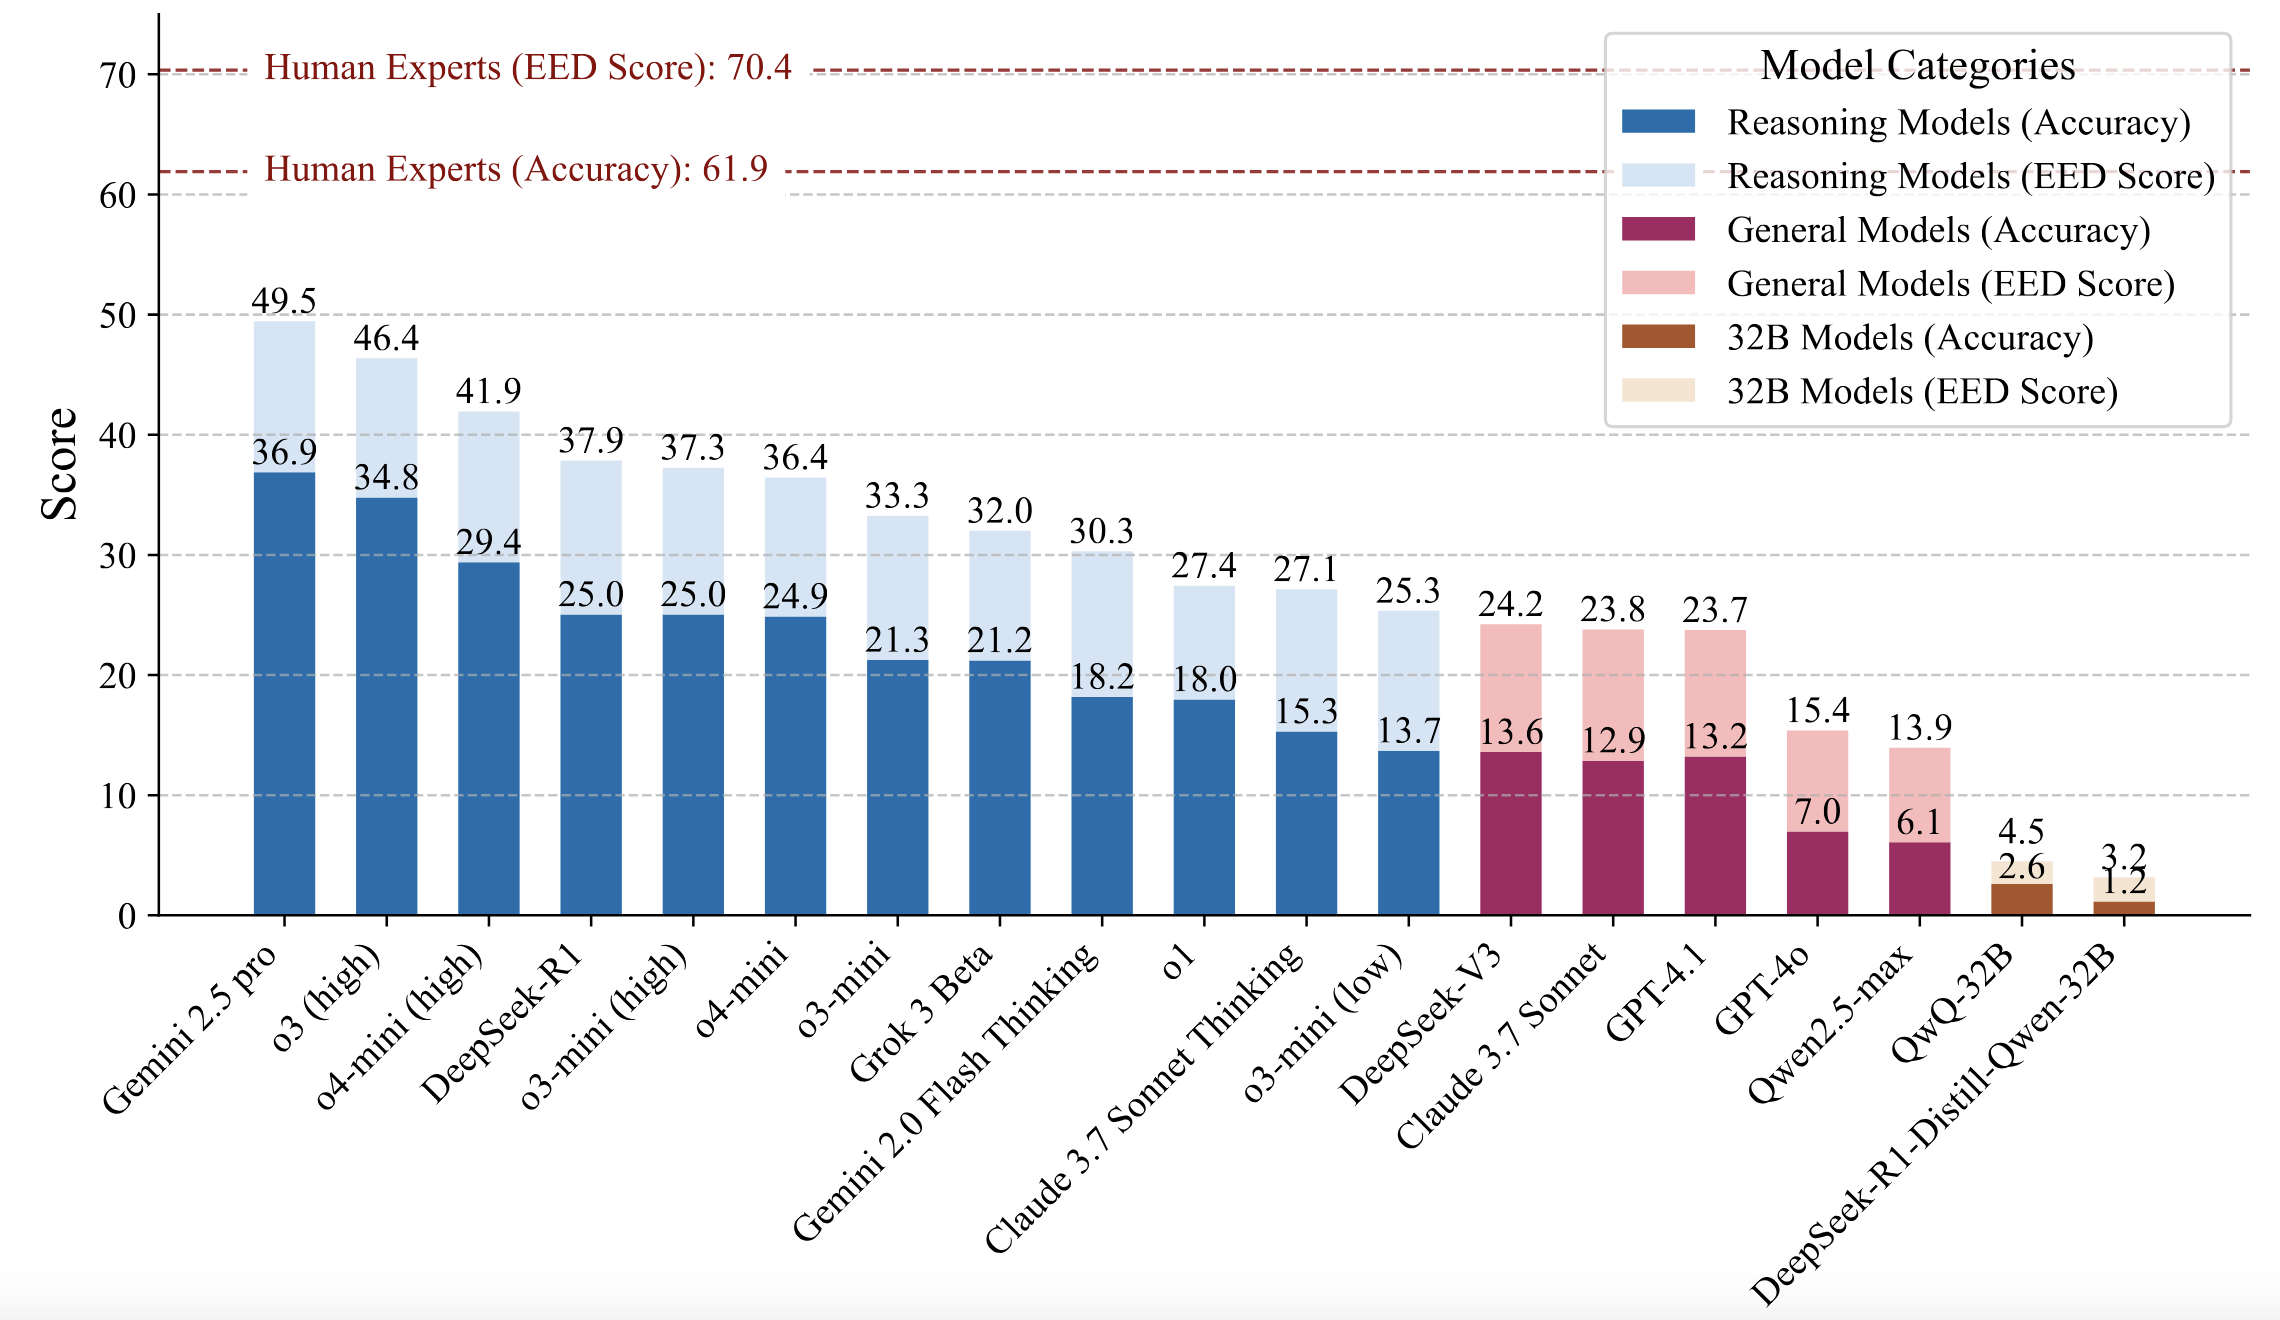 Human Experts (EED Score): 70.4
Human Experts (Accuracy): 61.9
Model Categories
Reasoning Models (Accuracy)
Reasoning Models (EED Score)
General Models (Accuracy)
General Models (EED Score)
32B Models (Accuracy)
32B Models (EED Score)
Score
70
60
50
40
30
20
10
0
49.5
36.9
46.4
34.8
41.9
29.4
37.9
25.0
37.3
25.0
36.4
24.9
33.3
21.3
32.0
21.2
30.3
18.2
27.4
18.0
27.1
15.3
25.3
13.7
24.2
13.6
23.8
12.9
23.7
13.2
15.4
7.0
13.9
6.1
4.5
2.6
3.2
1.2
Gemini 2.5 pro
o3 (high)
o4-mini (high)
DeepSeek-R1
o3-mini (high)
o4-mini
o3-mini
Grok 3 Beta
Gemini 2.0 Flash Thinking
o1
Claude 3.7 Sonnet Thinking
o3-mini (low)
DeepSeek-V3
Claude 3.7 Sonnet
GPT-4.1
GPT-4o
Qwen2.5-max
QwQ-32B
DeepSeek-R1-Distill-Qwen-32B